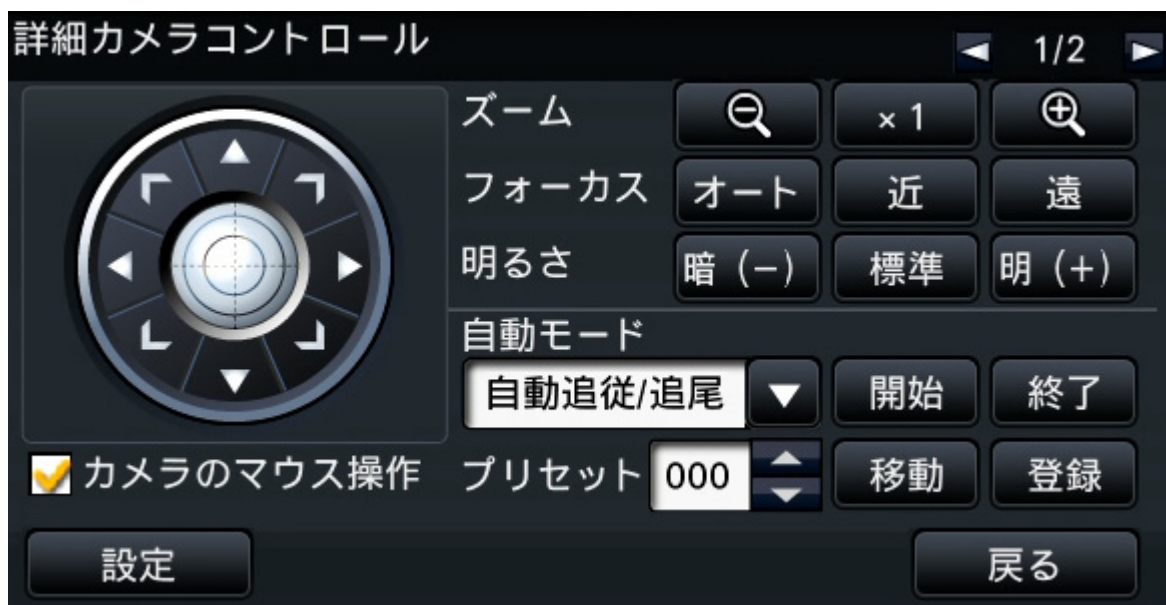 詳細カメラコントロール
1/2
ズーム
× 1
フォーカス
オート
近
遠
明るさ
暗 (−)
標準
明 (+)
自動モード
自動追従/追尾
開始
終了
カメラのマウス操作
プリセット
000
移動
登録
設定
戻る